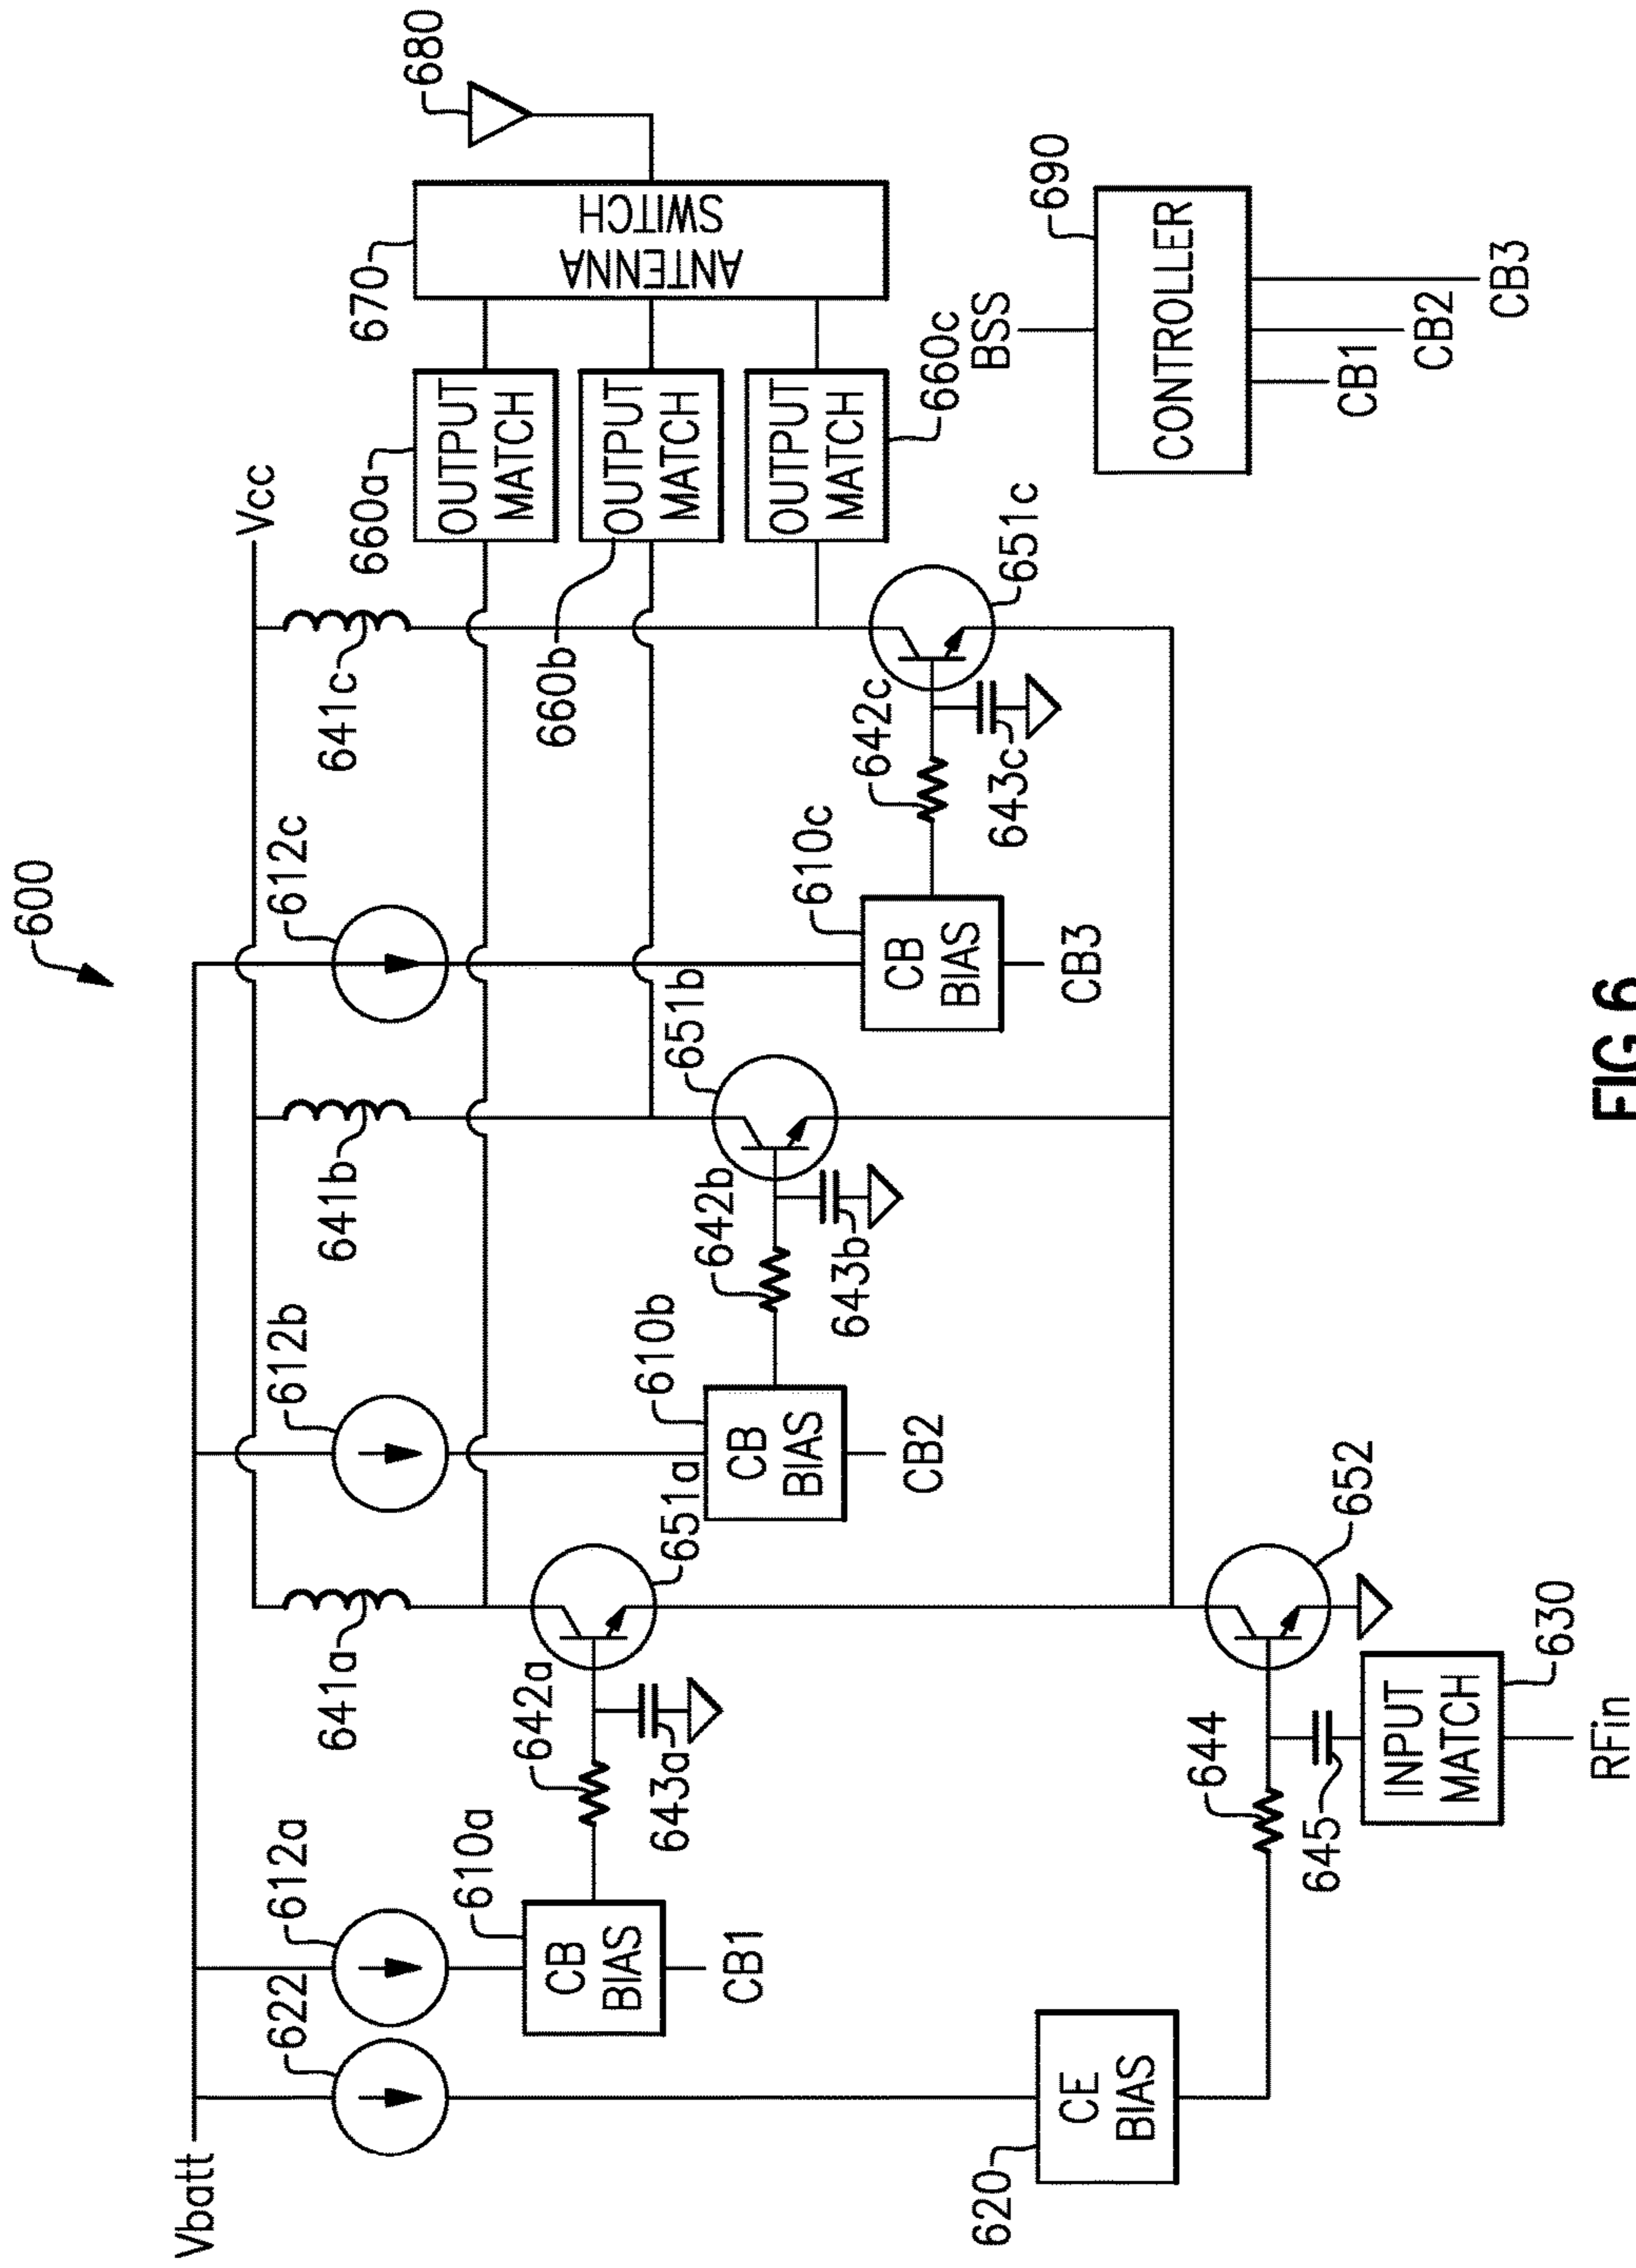 600
Vbatt
Vcc
622
612a
612b
612c
641a
641b
641c
610a
CB
BIAS
CB1
642a
643a
651a
610b
CB
BIAS
CB2
642b
643b
651b
610c
CB
BIAS
CB3
642c
643c
651c
660a
OUTPUT
MATCH
660b
OUTPUT
MATCH
660c
OUTPUT
MATCH
670
ANTENNA
SWITCH
680
620
CE
BIAS
644
645
652
INPUT
MATCH
630
RFin
BSS
690
CONTROLLER
CB1
CB2
CB3
FIG.6